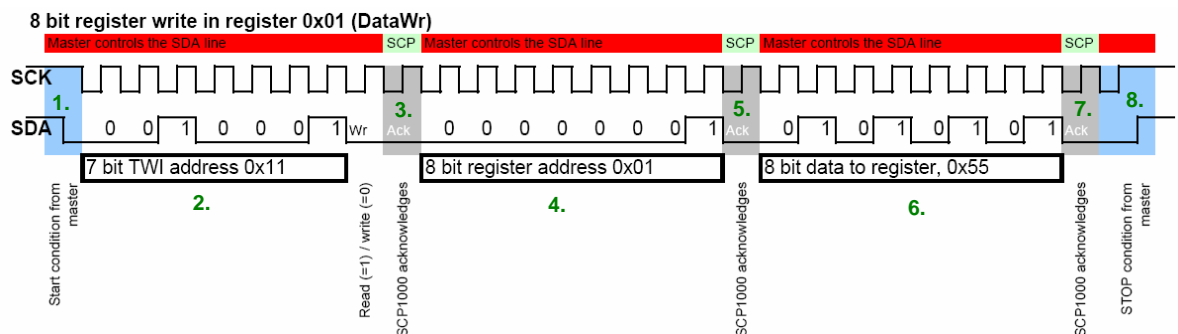 8 bit register write in register 0x01 (DataWr)
Master controls the SDA line SCP Master controls the SDA line SCP Master controls the SDA line SCP
SCK
1. 3. 5. 7. 8.
SDA 0 0 1 0 0 0 1 Wr Ack 0 0 0 0 0 0 0 1 Ack 0 1 0 1 0 1 0 1 Ack
7 bit TWI address 0x11 8 bit register address 0x01 8 bit data to register, 0x55
2. 4. 6.
Start condition from
master
Read (=1) / write (=0)
SCP1000 acknowledges
SCP1000 acknowledges
SCP1000 acknowledges
STOP condition from
master